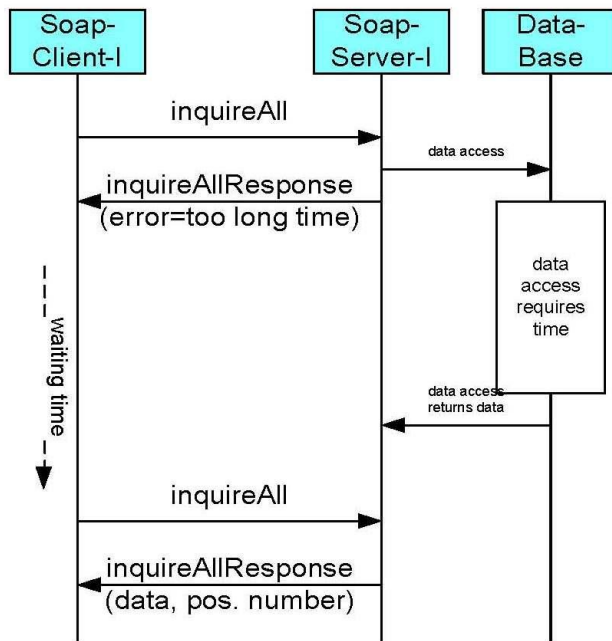 Soap-
Client-I
Soap-
Server-I
Data-
Base
inquireAll
data access
inquireAllResponse
(error=too long time)
data
access
requires
time
waiting time
data access
returns data
inquireAll
inquireAllResponse
(data, pos. number)